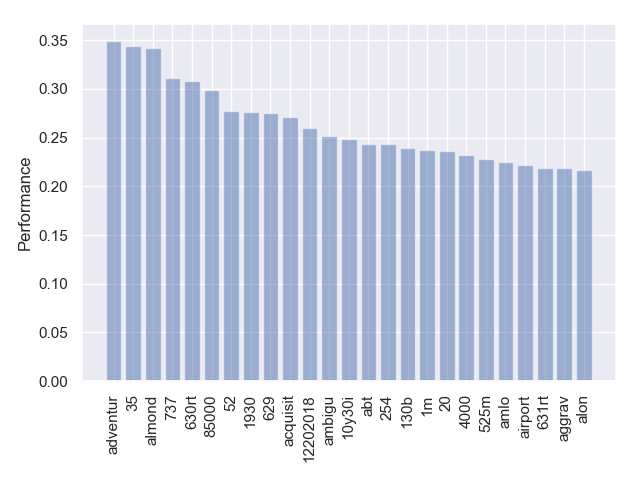 0.35
0.30
0.25
0.20
0.15
0.10
0.05
0.00
Performance
adventur
35
almond
737
630rt
85000
52
1930
629
acquisit
12202018
ambigu
10y30i
abt
254
130b
1m
20
4000
525m
amlo
airport
631rt
aggrav
alon